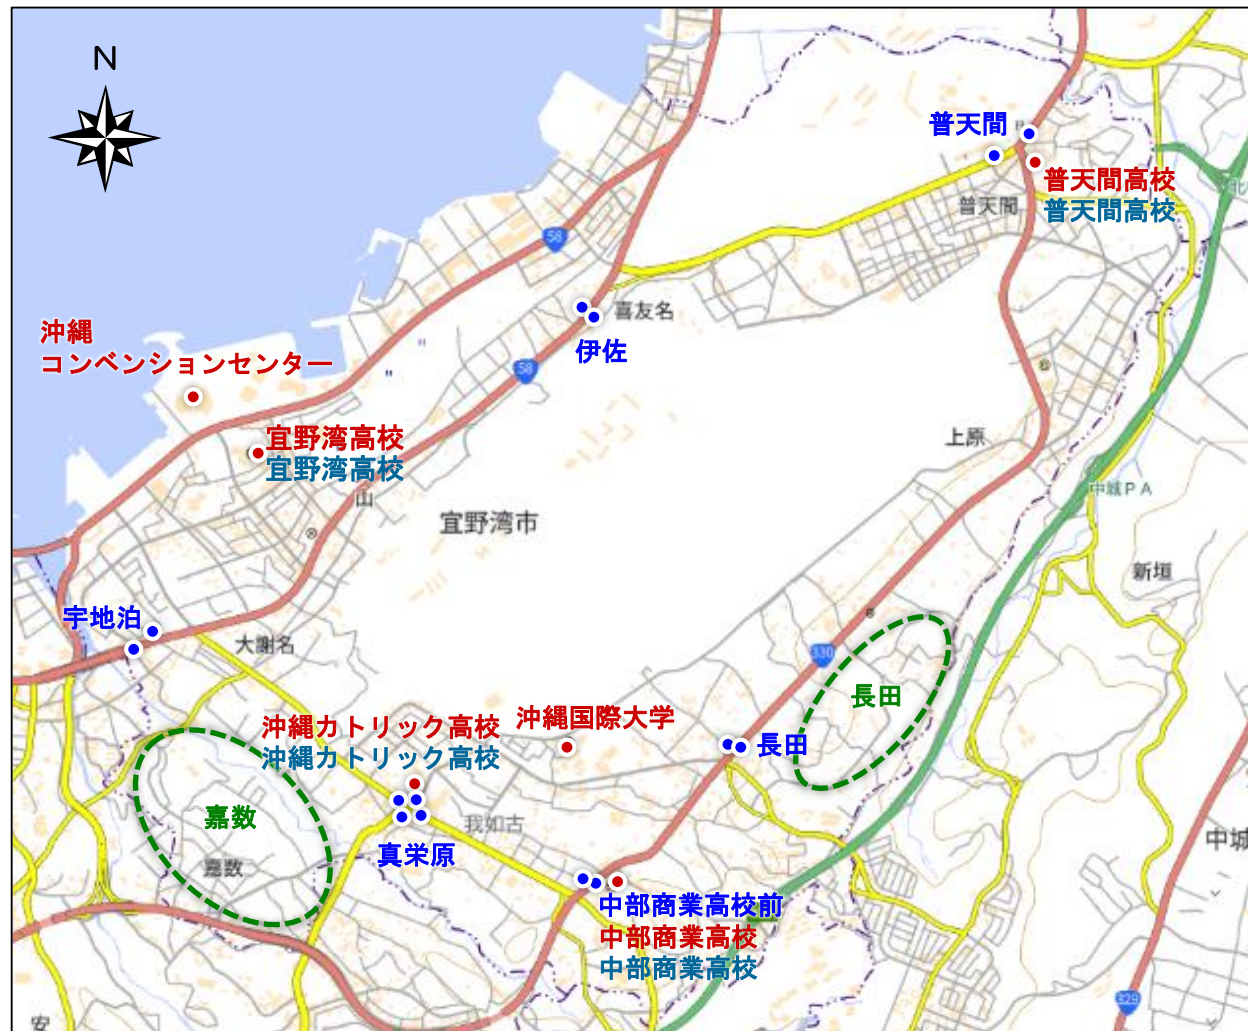 N
普天間
普天間高校
普天間高校
普天間
58
喜友名
伊佐
58
沖縄
コンベンションセンター
宜野湾高校
宜野湾高校
山
上原
中城PA
宜野湾市
新垣
宇地泊
大謝名
330
長田
沖縄カトリック高校
沖縄カトリック高校
沖縄国際大学
長田
嘉数
我如古
真栄原
嘉数
中城
中部商業高校前
中部商業高校
中部商業高校
329
安